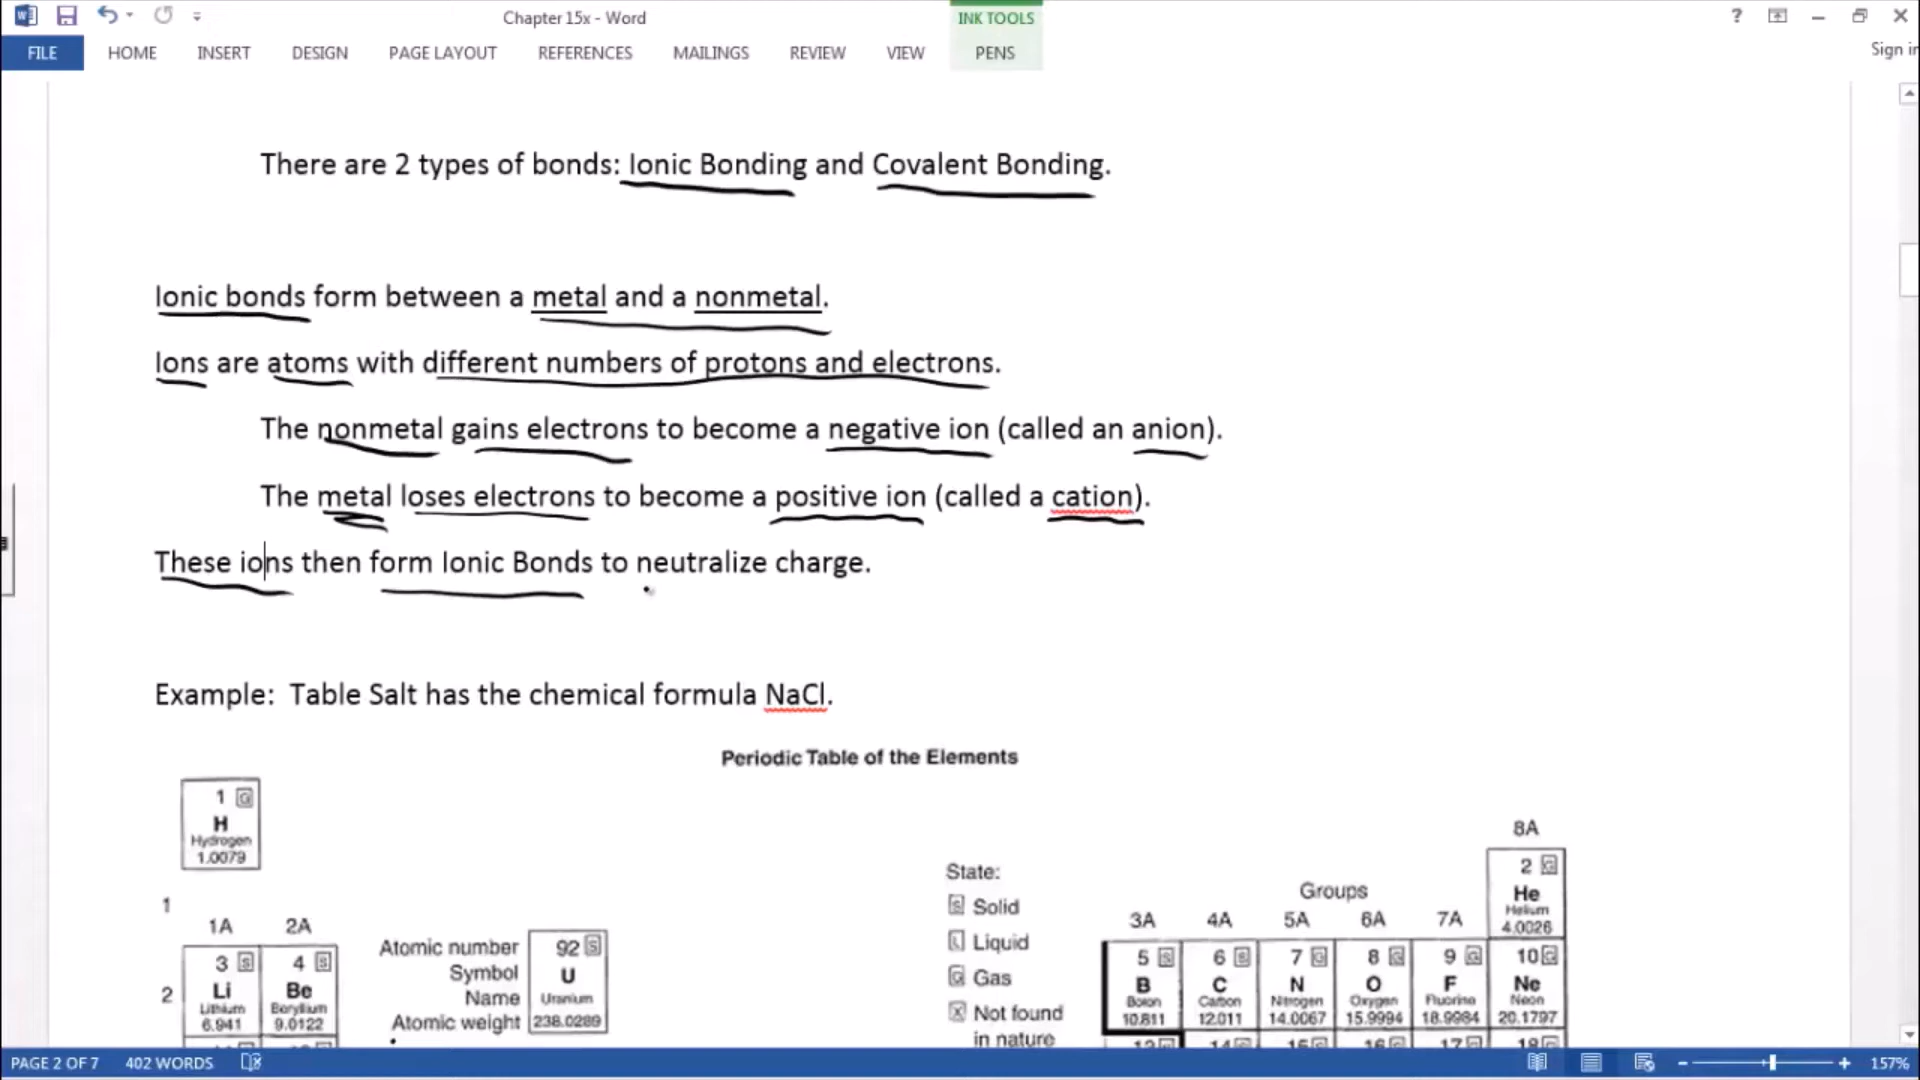 Chapter 15x - Word
INK TOOLS
?
FILE HOME INSERT DESIGN PAGE LAYOUT REFERENCES MAILINGS REVIEW VIEW PENS
Sign in
There are 2 types of bonds: Ionic Bonding and Covalent Bonding.
Ionic bonds form between a metal and a nonmetal.
Ions are atoms with different numbers of protons and electrons.
The nonmetal gains electrons to become a negative ion (called an anion).
The metal loses electrons to become a positive ion (called a cation).
These ions then form Ionic Bonds to neutralize charge.
Example: Table Salt has the chemical formula NaCl.
Periodic Table of the Elements
1 G
H
Hydrogen
1.0079
1
1A 2A
2
3 S
Li
Lithium
6.941
4 S
Be
Beryllium
9.0122
Atomic number
Symbol
Name
Atomic weight
92 S
U
Uranium
238.0289
State:
S Solid
L Liquid
G Gas
X Not found
in nature
Groups
3A 4A 5A 6A 7A
8A
2 G
He
Helium
4.0026
5 S
B
Boron
10.811
6 S
C
Carbon
12.011
7 G
N
Nitrogen
14.0067
8 G
O
Oxygen
15.9994
9 G
F
Fluorine
18.9984
10 G
Ne
Neon
20.1797
13 14 15 16 17 18
PAGE 2 OF 7 402 WORDS
157%